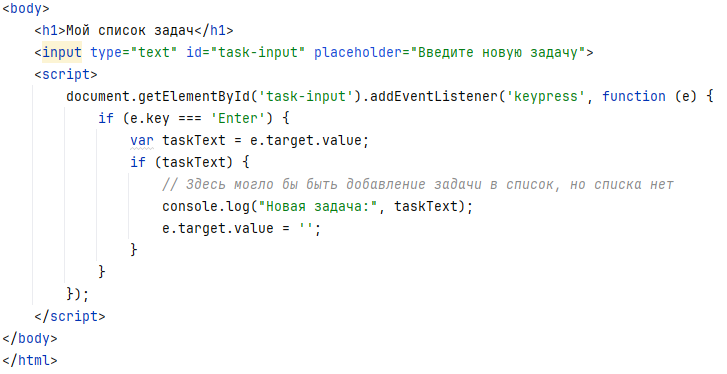 <body>
<h1>Мой список задач</h1>
<input type="text" id="task-input" placeholder="Введите новую задачу">
<script>
document.getElementById('task-input').addEventListener('keypress', function (e) {
if (e.key === 'Enter') {
var taskText = e.target.value;
if (taskText) {
// Здесь могло бы быть добавление задачи в список, но списка нет
console.log("Новая задача:", taskText);
e.target.value = '';
}
}
});
</script>
</body>
</html>